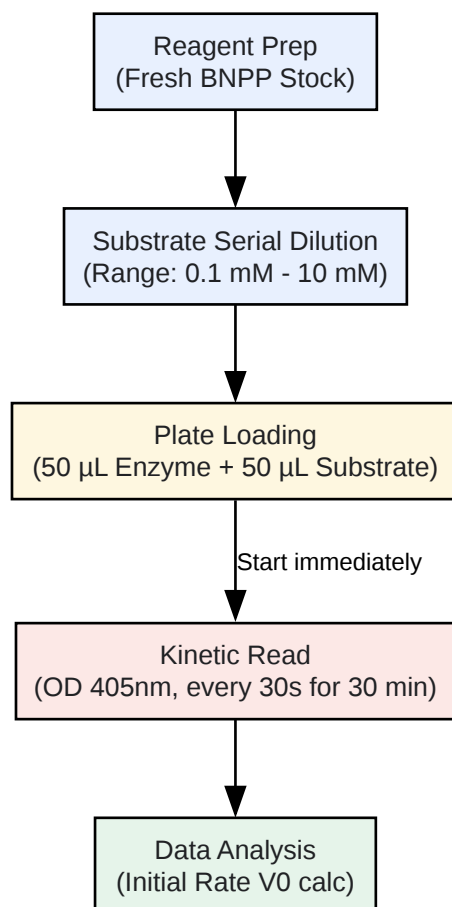 Reagent Prep
(Fresh BNPP Stock)
Substrate Serial Dilution
(Range: 0.1 mM - 10 mM)
Plate Loading
(50 µL Enzyme + 50 µL Substrate)
Start immediately
Kinetic Read
(OD 405nm, every 30s for 30 min)
Data Analysis
(Initial Rate V0 calc)